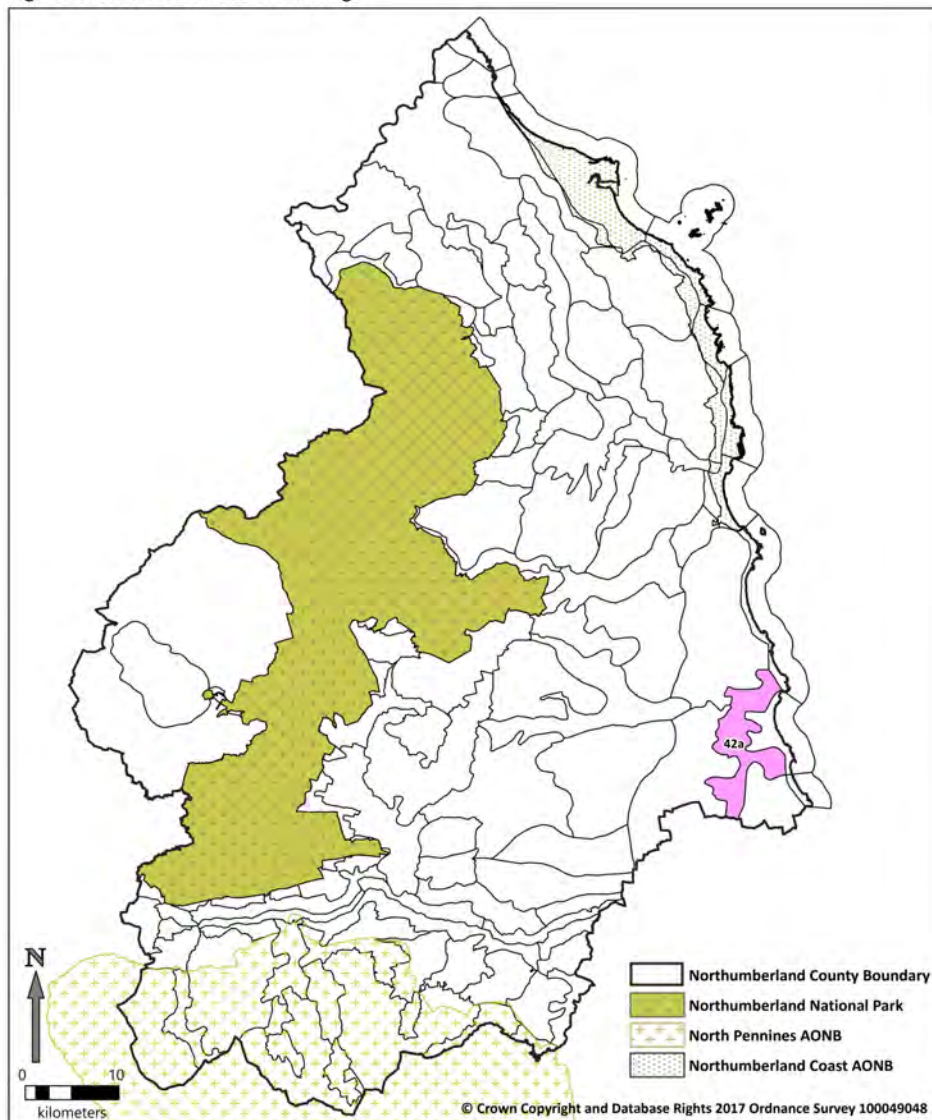 42a
N
0 10
kilometers
Northumberland County Boundary
Northumberland National Park
North Pennines AONB
Northumberland Coast AONB
© Crown Copyright and Database Rights 2017 Ordnance Survey 100049048